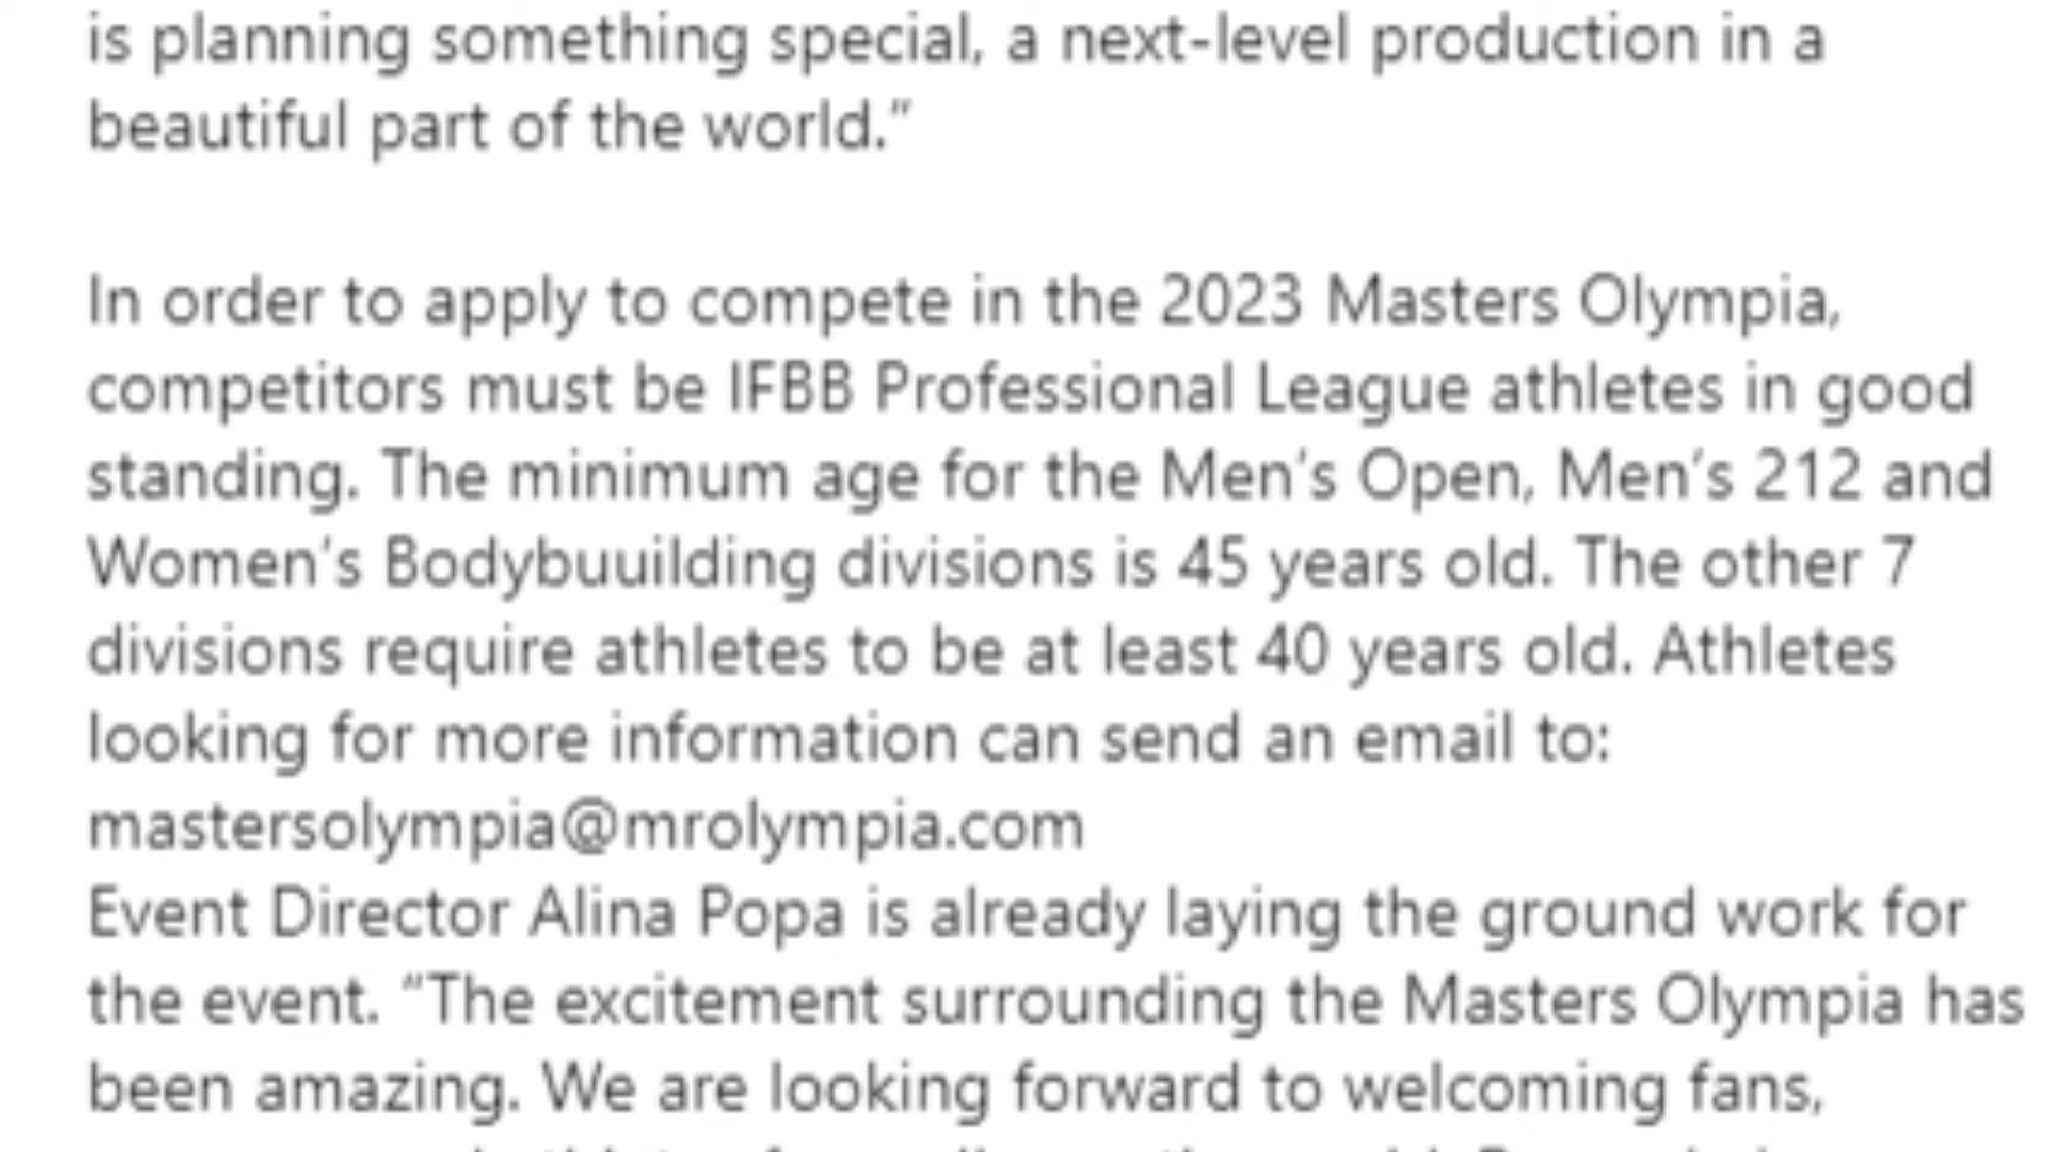 is planning something special, a next-level production in a
beautiful part of the world.”
In order to apply to compete in the 2023 Masters Olympia,
competitors must be IFBB Professional League athletes in good
standing. The minimum age for the Men’s Open, Men’s 212 and
Women’s Bodybuuilding divisions is 45 years old. The other 7
divisions require athletes to be at least 40 years old. Athletes
looking for more information can send an email to:
mastersolympia@mrolympia.com
Event Director Alina Popa is already laying the ground work for
the event. “The excitement surrounding the Masters Olympia has
been amazing. We are looking forward to welcoming fans,